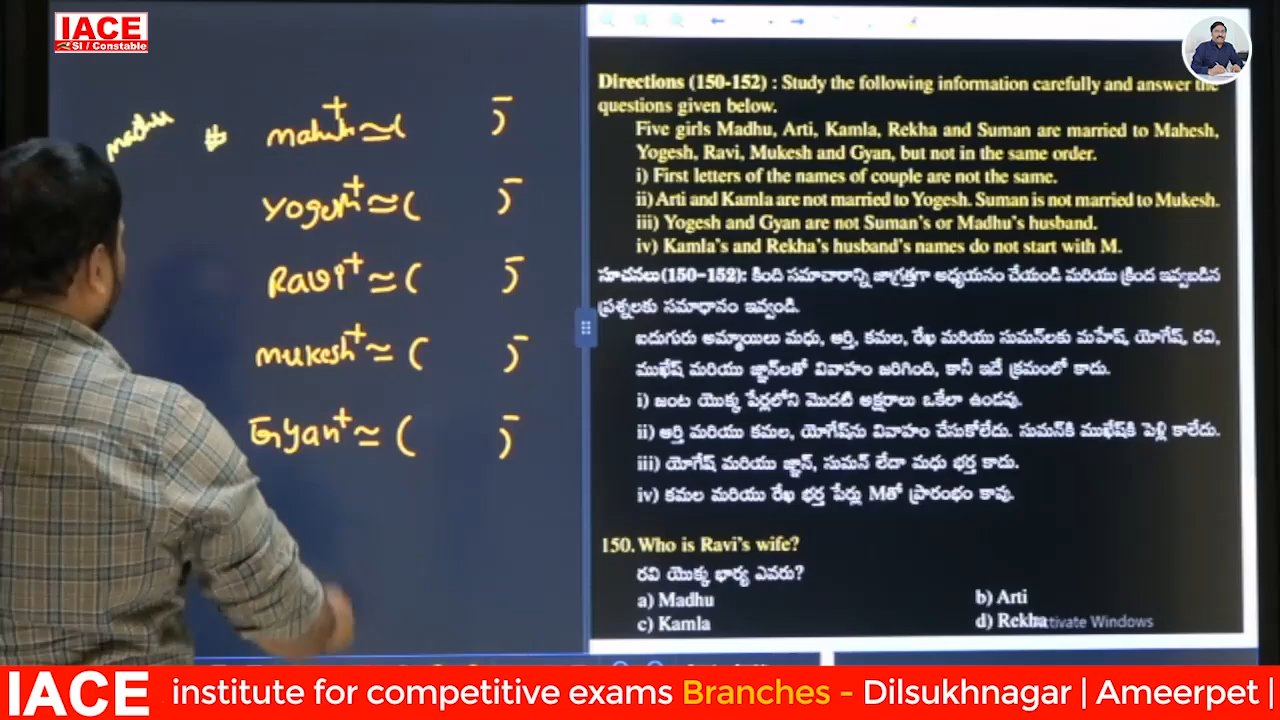 IACE
SI / Constable
madhu
mahesh+ ≃ (
Yogesh+ ≃ (
Ravi+ ≃ (
mukesh+ ≃ (
Gyan+ ≃ (
Directions (150-152) : Study the following information carefully and answer the
questions given below.
Five girls Madhu, Arti, Kamla, Rekha and Suman are married to Mahesh,
Yogesh, Ravi, Mukesh and Gyan, but not in the same order.
i) First letters of the names of couple are not the same.
ii) Arti and Kamla are not married to Yogesh. Suman is not married to Mukesh.
iii) Yogesh and Gyan are not Suman's or Madhu's husband.
iv) Kamla's and Rekha's husband's names do not start with M.
సూచనలు(150-152): కింది సమాచారాన్ని జాగ్రత్తగా అధ్యయనం చేయండి మరియు క్రింద ఇవ్వబడిన
ప్రశ్నలకు సమాధానం ఇవ్వండి.
ఐదుగురు అమ్మాయిలు మధు, ఆర్తి, కమల, రేఖ మరియు సుమన్‌లకు మహేష్, యోగేష్, రవి,
ముఖేష్ మరియు జ్ఞాన్‌లతో వివాహం జరిగింది, కానీ ఇదే క్రమంలో కాదు.
i) జంట యొక్క పేర్లలోని మొదటి అక్షరాలు ఒకేలా ఉండవు.
ii) ఆర్తి మరియు కమల, యోగేష్‌ను వివాహం చేసుకోలేదు. సుమన్‌కి ముఖేష్‌కి పెళ్లి కాలేదు.
iii) యోగేష్ మరియు జ్ఞాన్, సుమన్ లేదా మధు భర్త కాదు.
iv) కమల మరియు రేఖ భర్త పేర్లు Mతో ప్రారంభం కావు.
150. Who is Ravi's wife?
రవి యొక్క భార్య ఎవరు?
a) Madhu b) Arti
c) Kamla d) Rekha
Activate Windows
IACE institute for competitive exams Branches - Dilsukhnagar | Ameerpet |